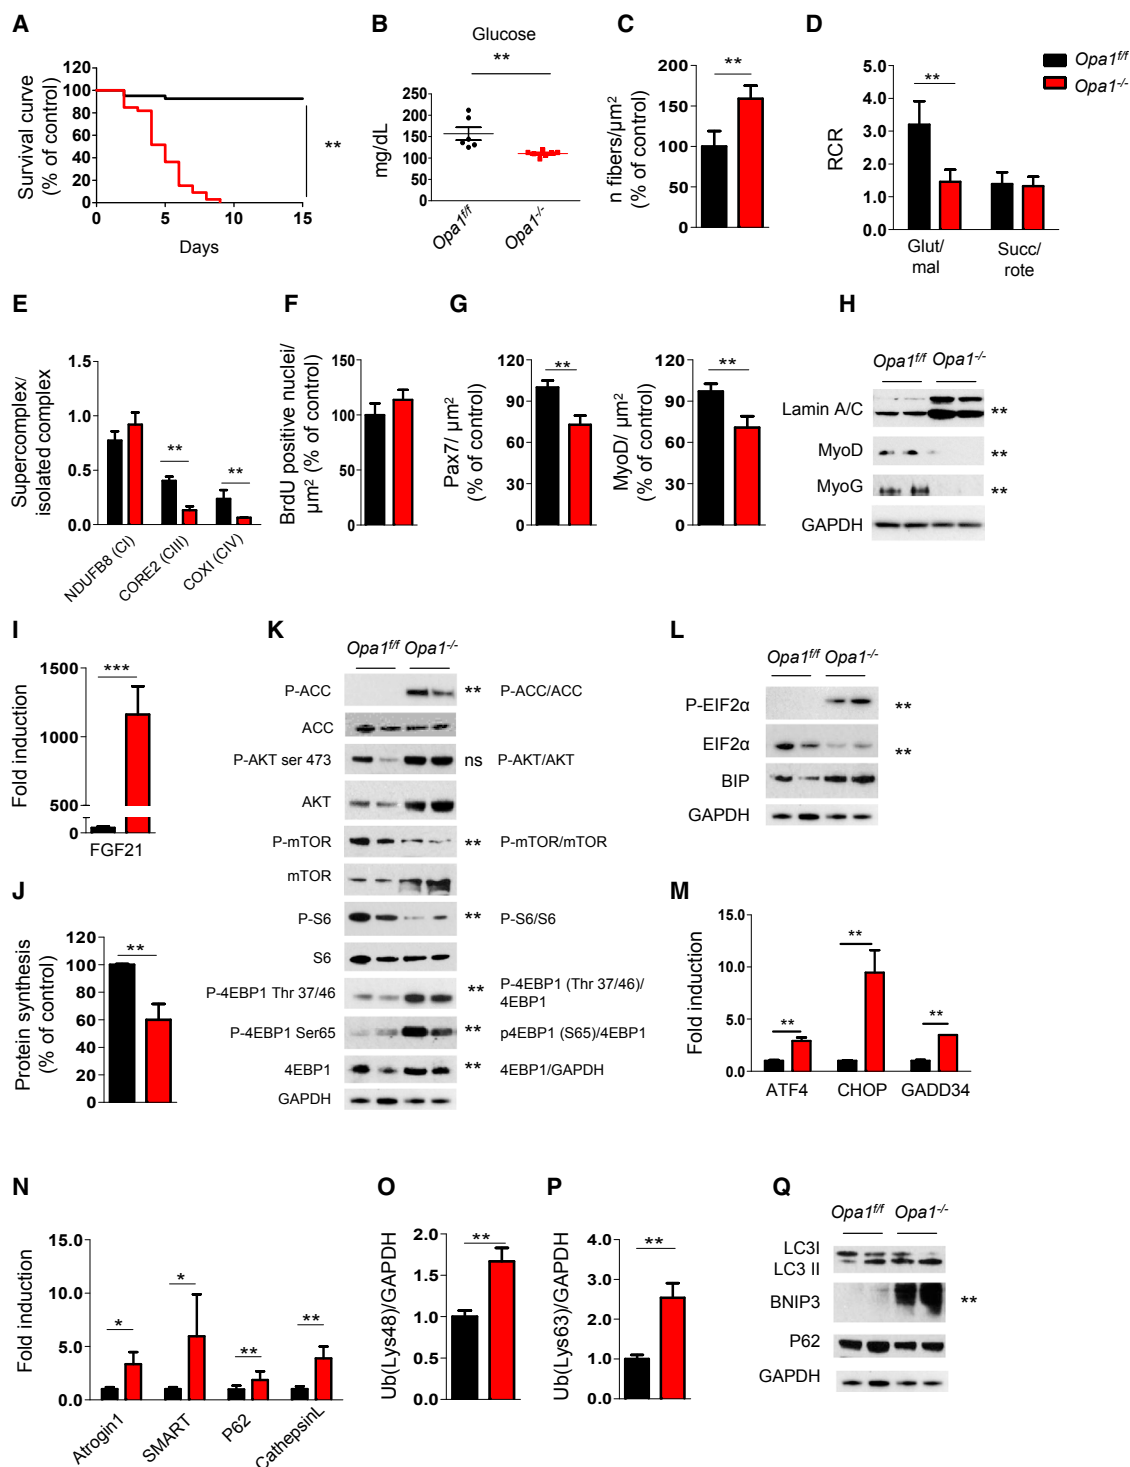 A
Survival curve
(% of control)
120
100
80
60
40
20
0
0
5
10
15
Days
**
B
Glucose
**
mg/dL
250
200
150
100
50
0
Opa1f/f
Opa1-/-
C
**
n fibers/µm²
(% of control)
200
150
100
50
0
D
Opa1f/f
Opa1-/-
**
RCR
5.0
4.0
3.0
2.0
1.0
0.0
Glut/
mal
Succ/
rote
E
Supercomplex/
isolated complex
1.5
1.0
0.5
0.0
**
**
NDUFB8 (CI)
CORE2 (CIII)
COXI (CIV)
F
BrdU positive nuclei/
µm² (% of control)
150
100
50
0
G
Pax7/ µm²
(% of control)
120
90
60
30
0
**
MyoD/ µm²
(% of control)
120
90
60
30
0
**
H
Opa1f/f Opa1-/-
Lamin A/C **
MyoD **
MyoG **
GAPDH
I
Fold induction
1500
1000
500
0
***
FGF21
J
Protein synthesis
(% of control)
120
100
80
60
40
20
0
**
K
Opa1f/f Opa1-/-
P-ACC ** P-ACC/ACC
ACC
P-AKT ser 473 ns P-AKT/AKT
AKT
P-mTOR ** P-mTOR/mTOR
mTOR
P-S6 ** P-S6/S6
S6
P-4EBP1 Thr 37/46 ** P-4EBP1 (Thr 37/46)/
4EBP1
P-4EBP1 Ser65 ** p4EBP1 (S65)/4EBP1
4EBP1 ** 4EBP1/GAPDH
GAPDH
L
Opa1f/f Opa1-/-
P-EIF2α **
EIF2α **
BIP
GAPDH
M
Fold induction
15.0
10.0
5.0
0.0
**
**
**
ATF4
CHOP
GADD34
N
Fold induction
15.0
10.0
5.0
0.0
*
*
**
**
Atrogin1
SMART
P62
CathepsinL
O
Ub(Lys48)/GAPDH
2.0
1.5
1.0
0.5
0.0
**
P
Ub(Lys63)/GAPDH
4.0
3.0
2.0
1.0
0.0
**
Q
Opa1f/f Opa1-/-
LC3I
LC3 II
BNIP3 **
P62
GAPDH